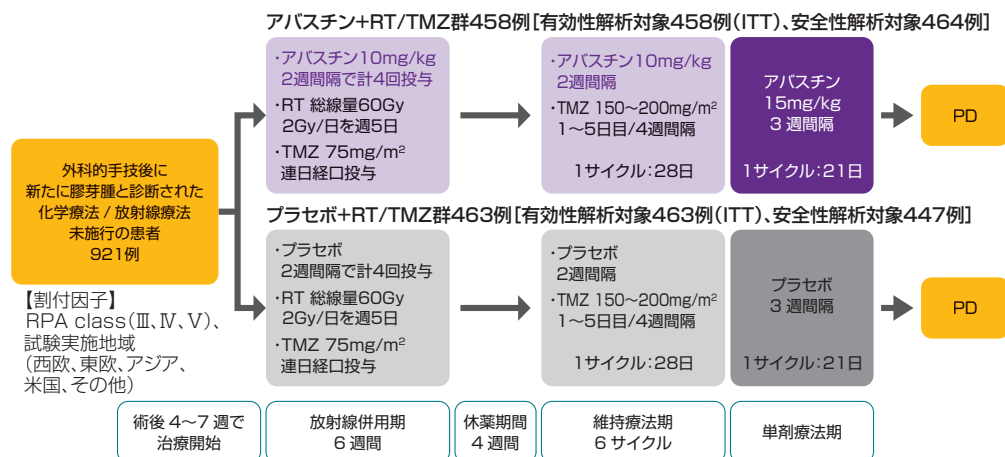 アバスチン+RT/TMZ群458例[有効性解析対象458例(ITT)、安全性解析対象464例]
・アバスチン10mg/kg
2週間隔で計4回投与
・RT 総線量60Gy
2Gy/日を週5日
・TMZ 75mg/m²
連日経口投与
・アバスチン10mg/kg
2週間隔
・TMZ 150～200mg/m²
1～5日目/4週間隔
1サイクル：28日
アバスチン
15mg/kg
3週間隔
1サイクル：21日
PD
外科的手技後に
新たに膠芽腫と診断された
化学療法/放射線療法
未施行の患者
921例
【割付因子】
RPA class(Ⅲ、Ⅳ、Ⅴ)、
試験実施地域
(西欧、東欧、アジア、
米国、その他)
プラセボ+RT/TMZ群463例[有効性解析対象463例(ITT)、安全性解析対象447例]
・プラセボ
2週間隔で計4回投与
・RT 総線量60Gy
2Gy/日を週5日
・TMZ 75mg/m²
連日経口投与
・プラセボ
2週間隔
・TMZ 150～200mg/m²
1～5日目/4週間隔
1サイクル：28日
プラセボ
3週間隔
1サイクル：21日
PD
術後 4～7 週で
治療開始
放射線併用期
6 週間
休薬期間
4 週間
維持療法期
6 サイクル
単剤療法期